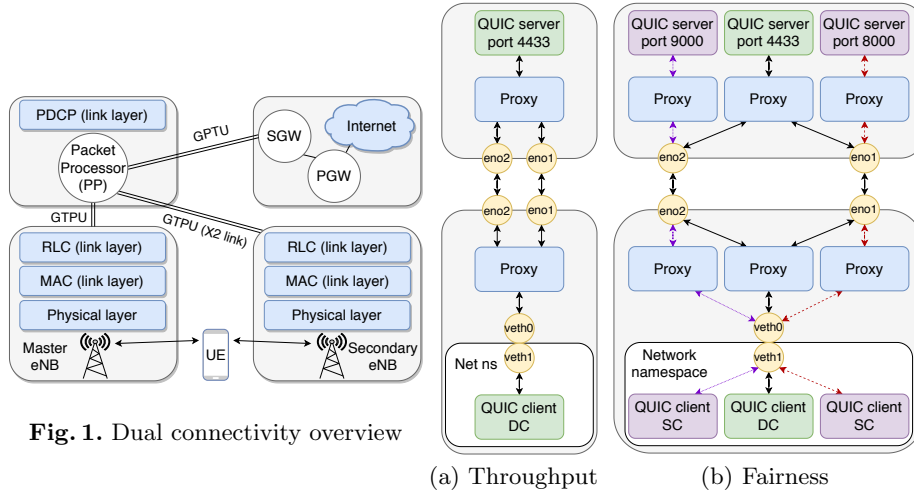 PDCP (link layer)
Packet
Processor
(PP)
GPTU
SGW
PGW
Internet
GTPU
GTPU (X2 link)
RLC (link layer)
MAC (link layer)
Physical layer
Master
eNB
UE
RLC (link layer)
MAC (link layer)
Physical layer
Secondary
eNB
Fig. 1. Dual connectivity overview
QUIC server
port 4433
Proxy
eno2
eno1
eno2
eno1
Proxy
veth0
veth1
Net ns
QUIC client
DC
(a) Throughput
QUIC server
port 9000
QUIC server
port 4433
QUIC server
port 8000
Proxy
Proxy
Proxy
eno2
eno1
eno2
eno1
Proxy
Proxy
Proxy
veth0
veth1
Network
namespace
QUIC client
SC
QUIC client
DC
QUIC client
SC
(b) Fairness